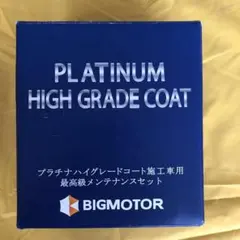 PLATINUM
HIGH GRADE COAT
プラチナハイグレードコート施工車用
最高級メンテナンスセット
BIGMOTOR